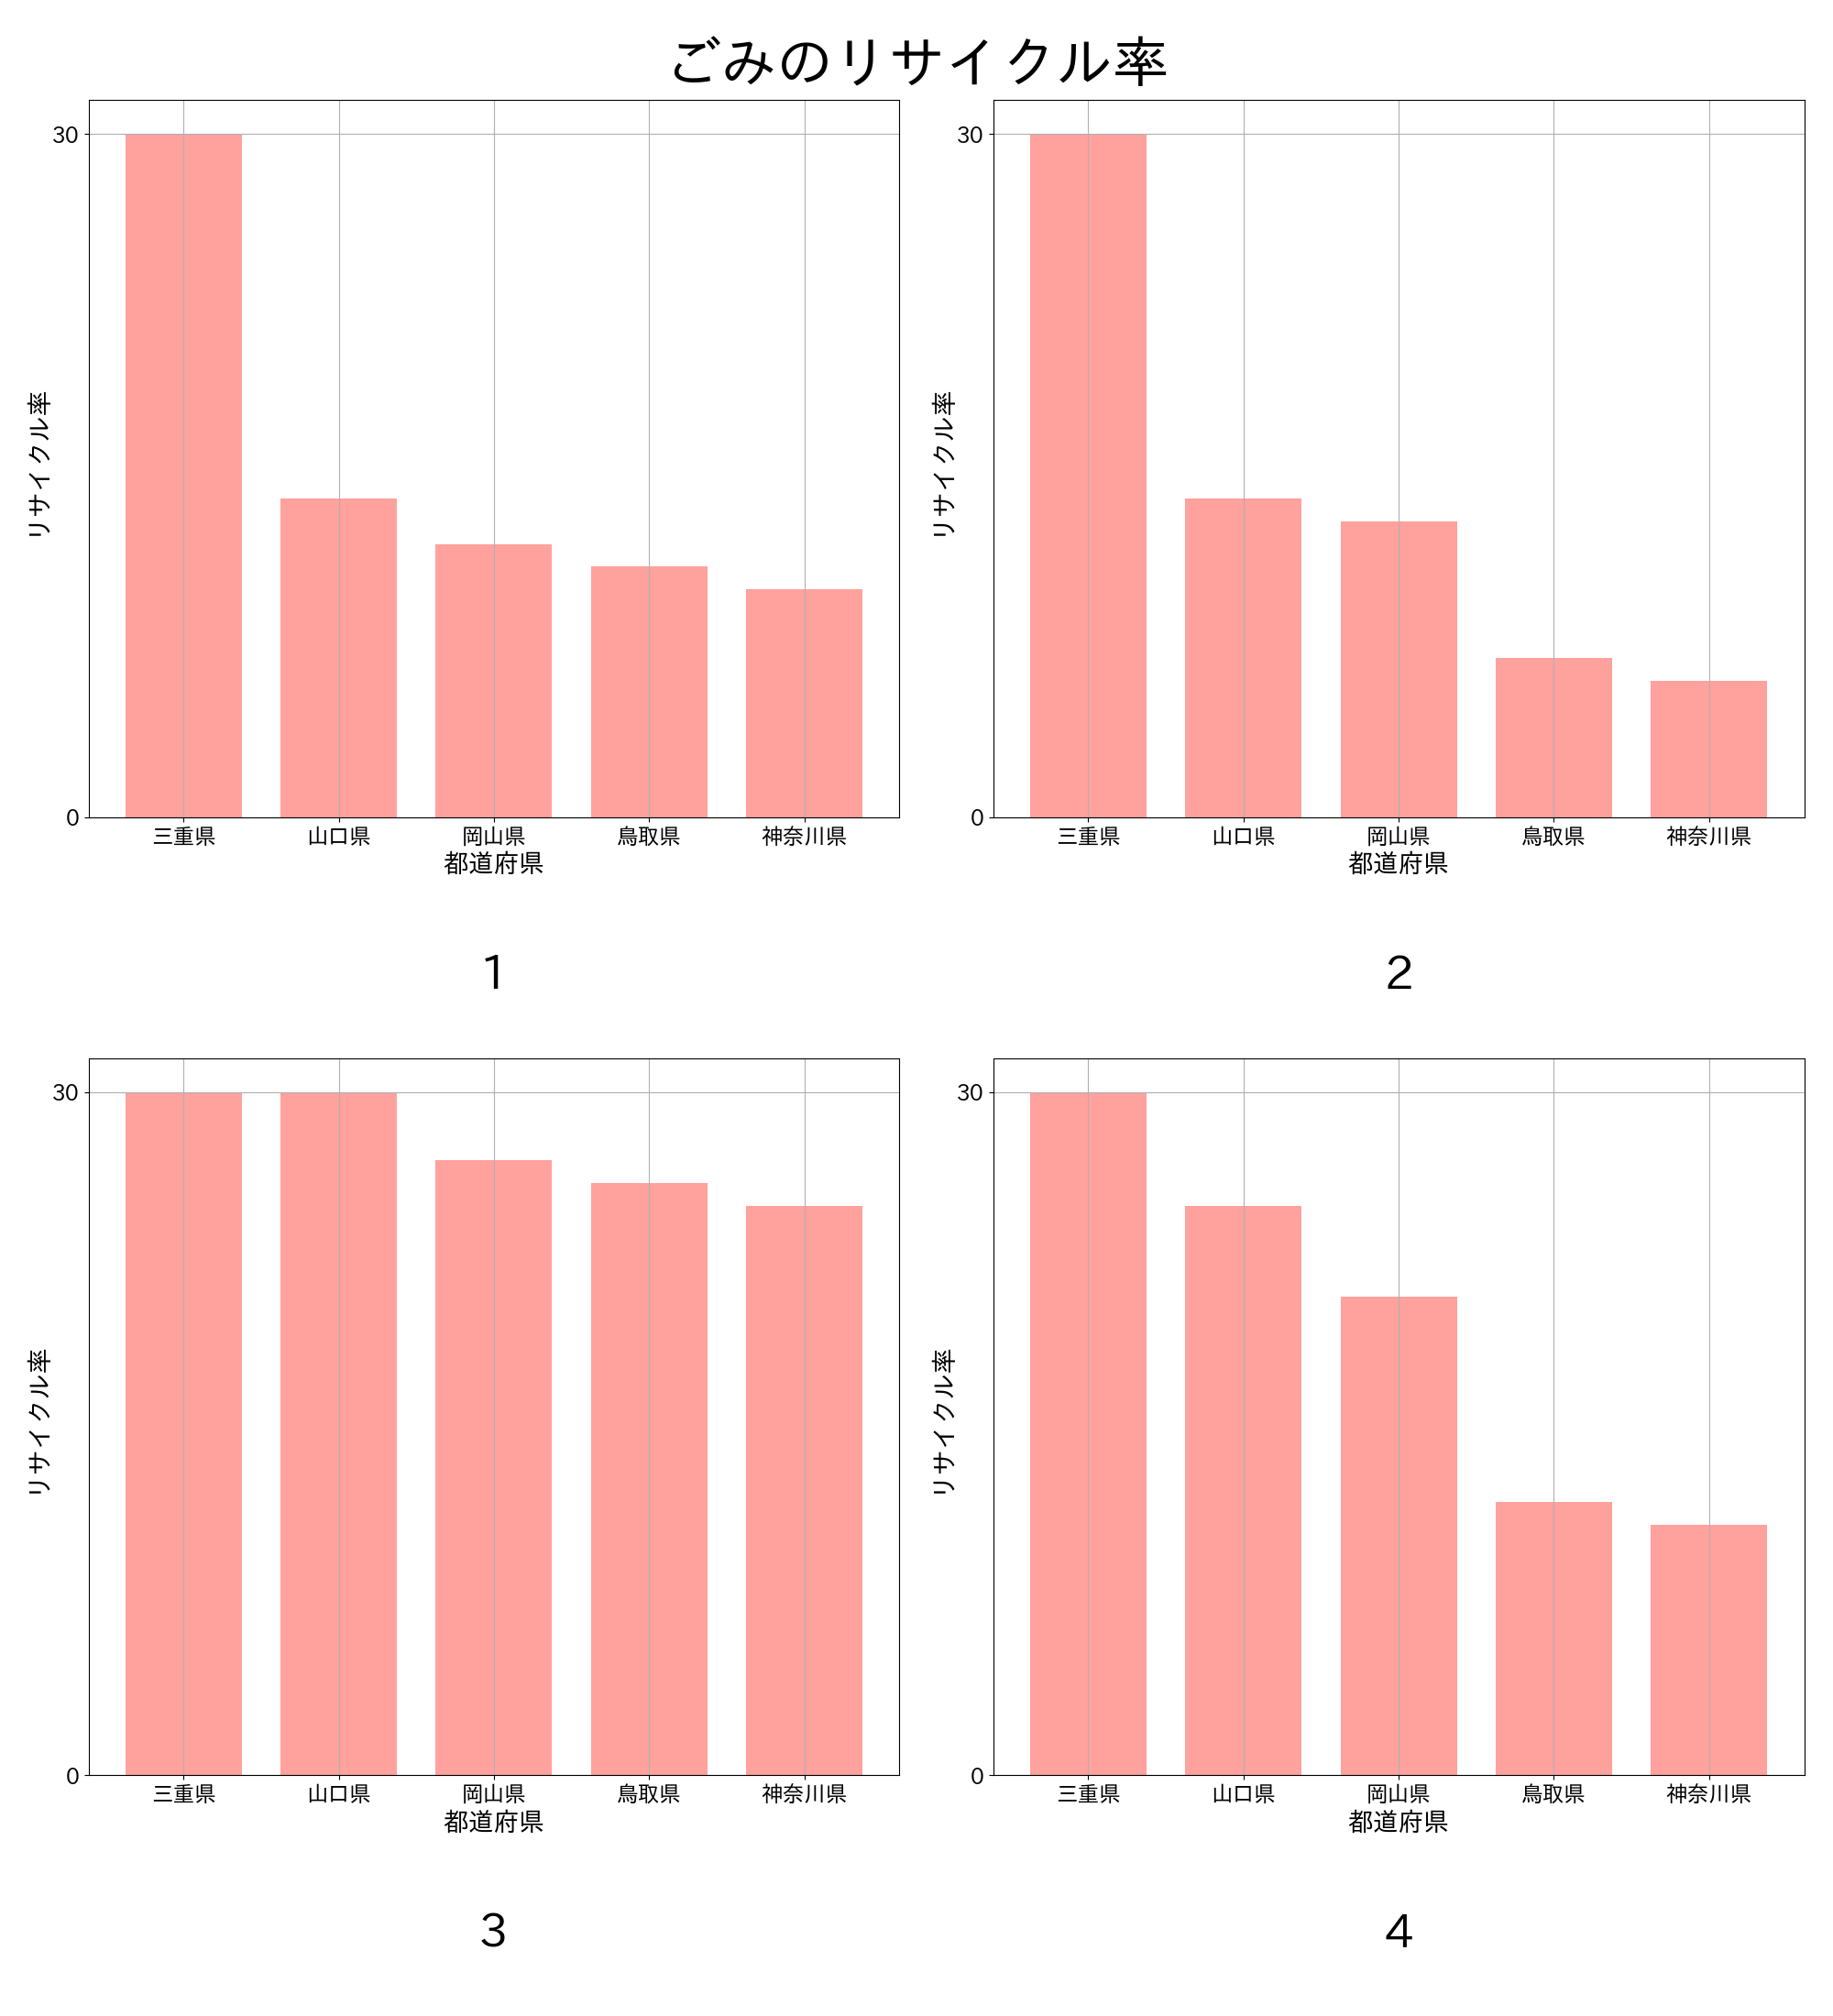 ごみのリサイクル率
30
0
リサイクル率
三重県 山口県 岡山県 鳥取県 神奈川県
都道府県
1
30
0
リサイクル率
三重県 山口県 岡山県 鳥取県 神奈川県
都道府県
2
30
0
リサイクル率
三重県 山口県 岡山県 鳥取県 神奈川県
都道府県
3
30
0
リサイクル率
三重県 山口県 岡山県 鳥取県 神奈川県
都道府県
4